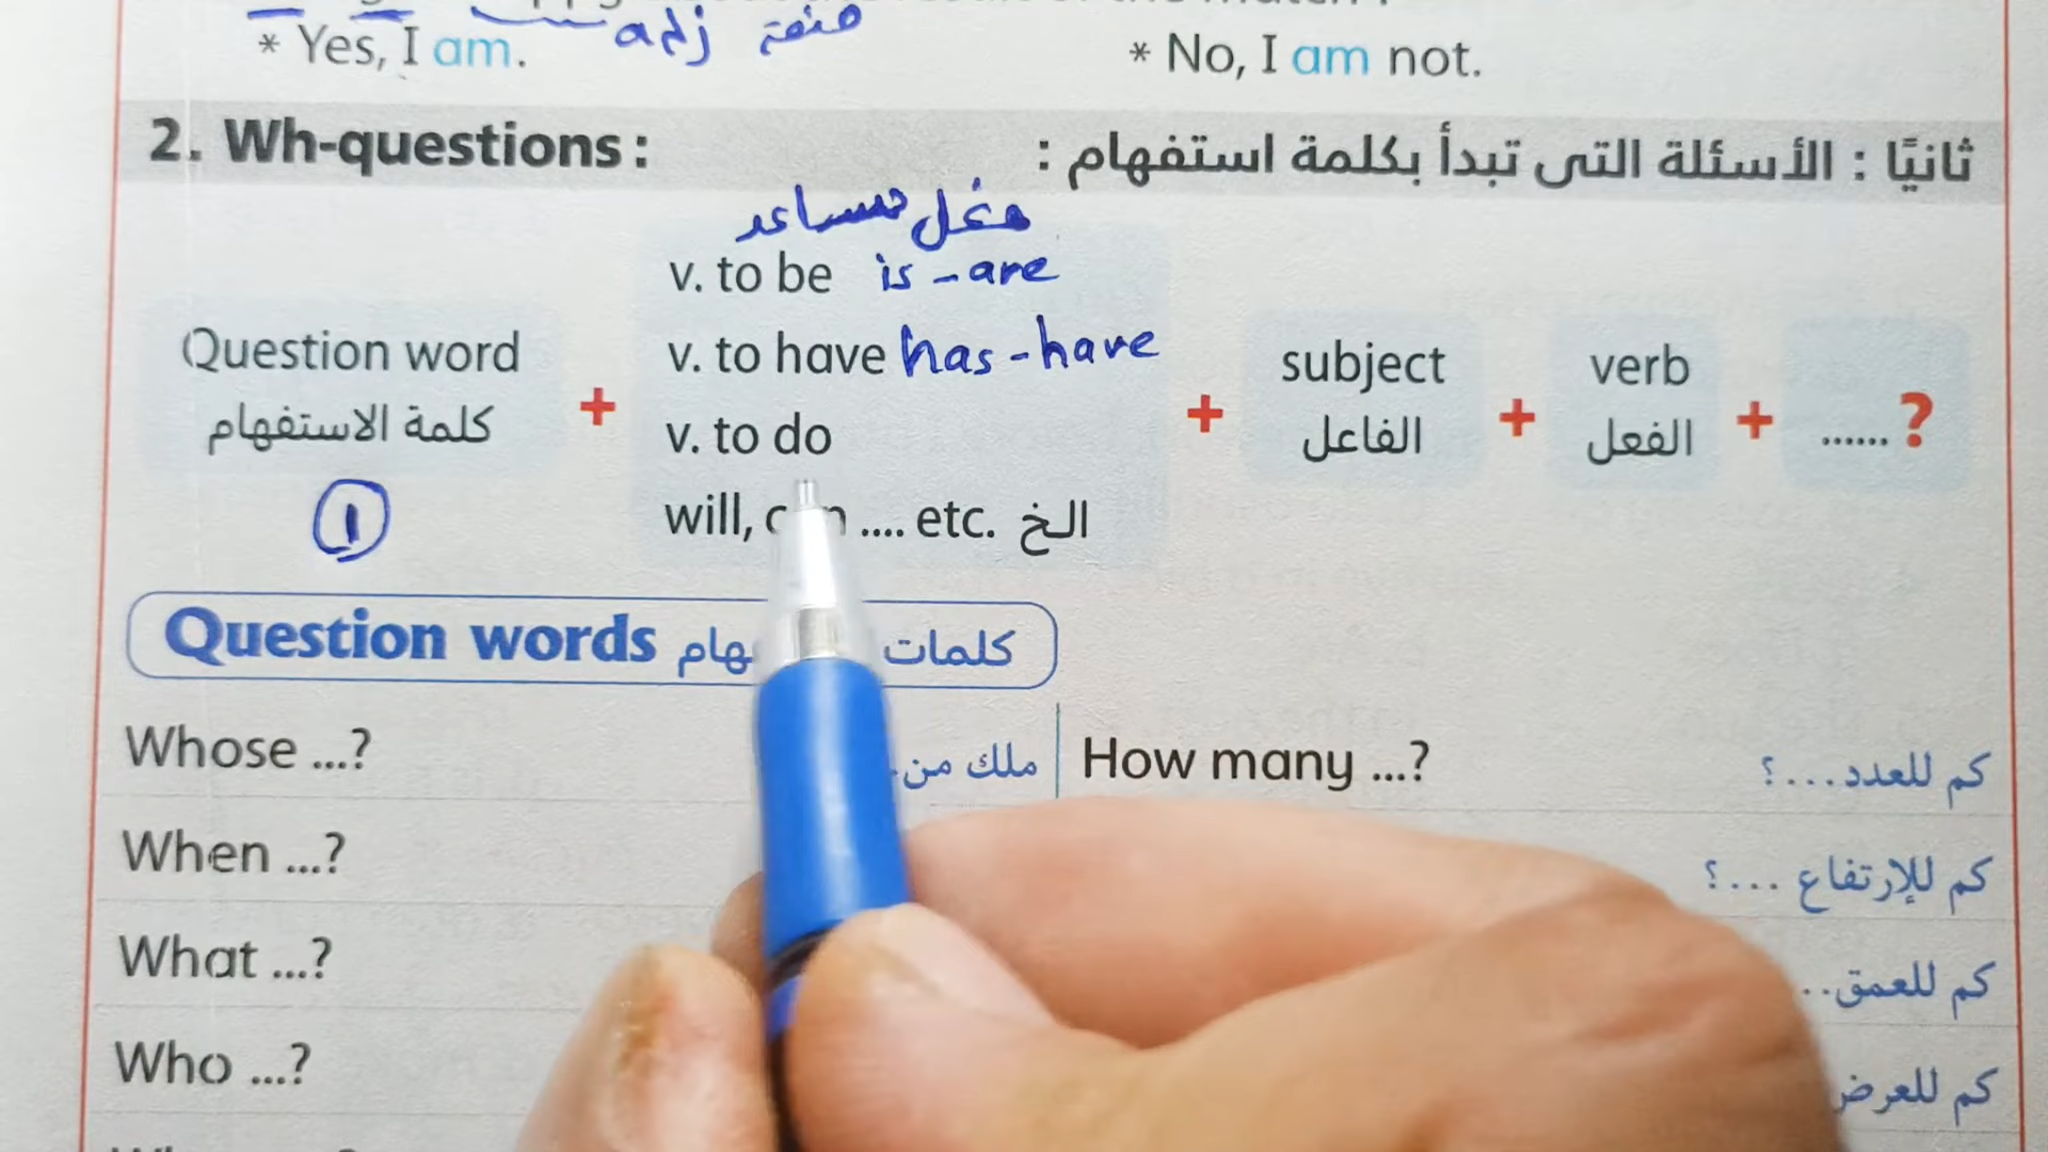 * Yes, I am.
adj صفة
* No, I am not.
2. Wh-questions :
ثانيًا : الأسئلة التى تبدأ بكلمة استفهام :
فعل مساعد
Question word
كلمة الاستفهام
①
+
v. to be is - are
v. to have has - have
v. to do
will, .... etc. الخ
+
subject
الفاعل
+
verb
الفعل
+
...... ?
Question words كلمات
Whose ...?
ملك من
How many ...?
كم للعدد...؟
When ...?
كم للإرتفاع ...؟
What ...?
كم للعمق..
Who ...?
كم للعرض